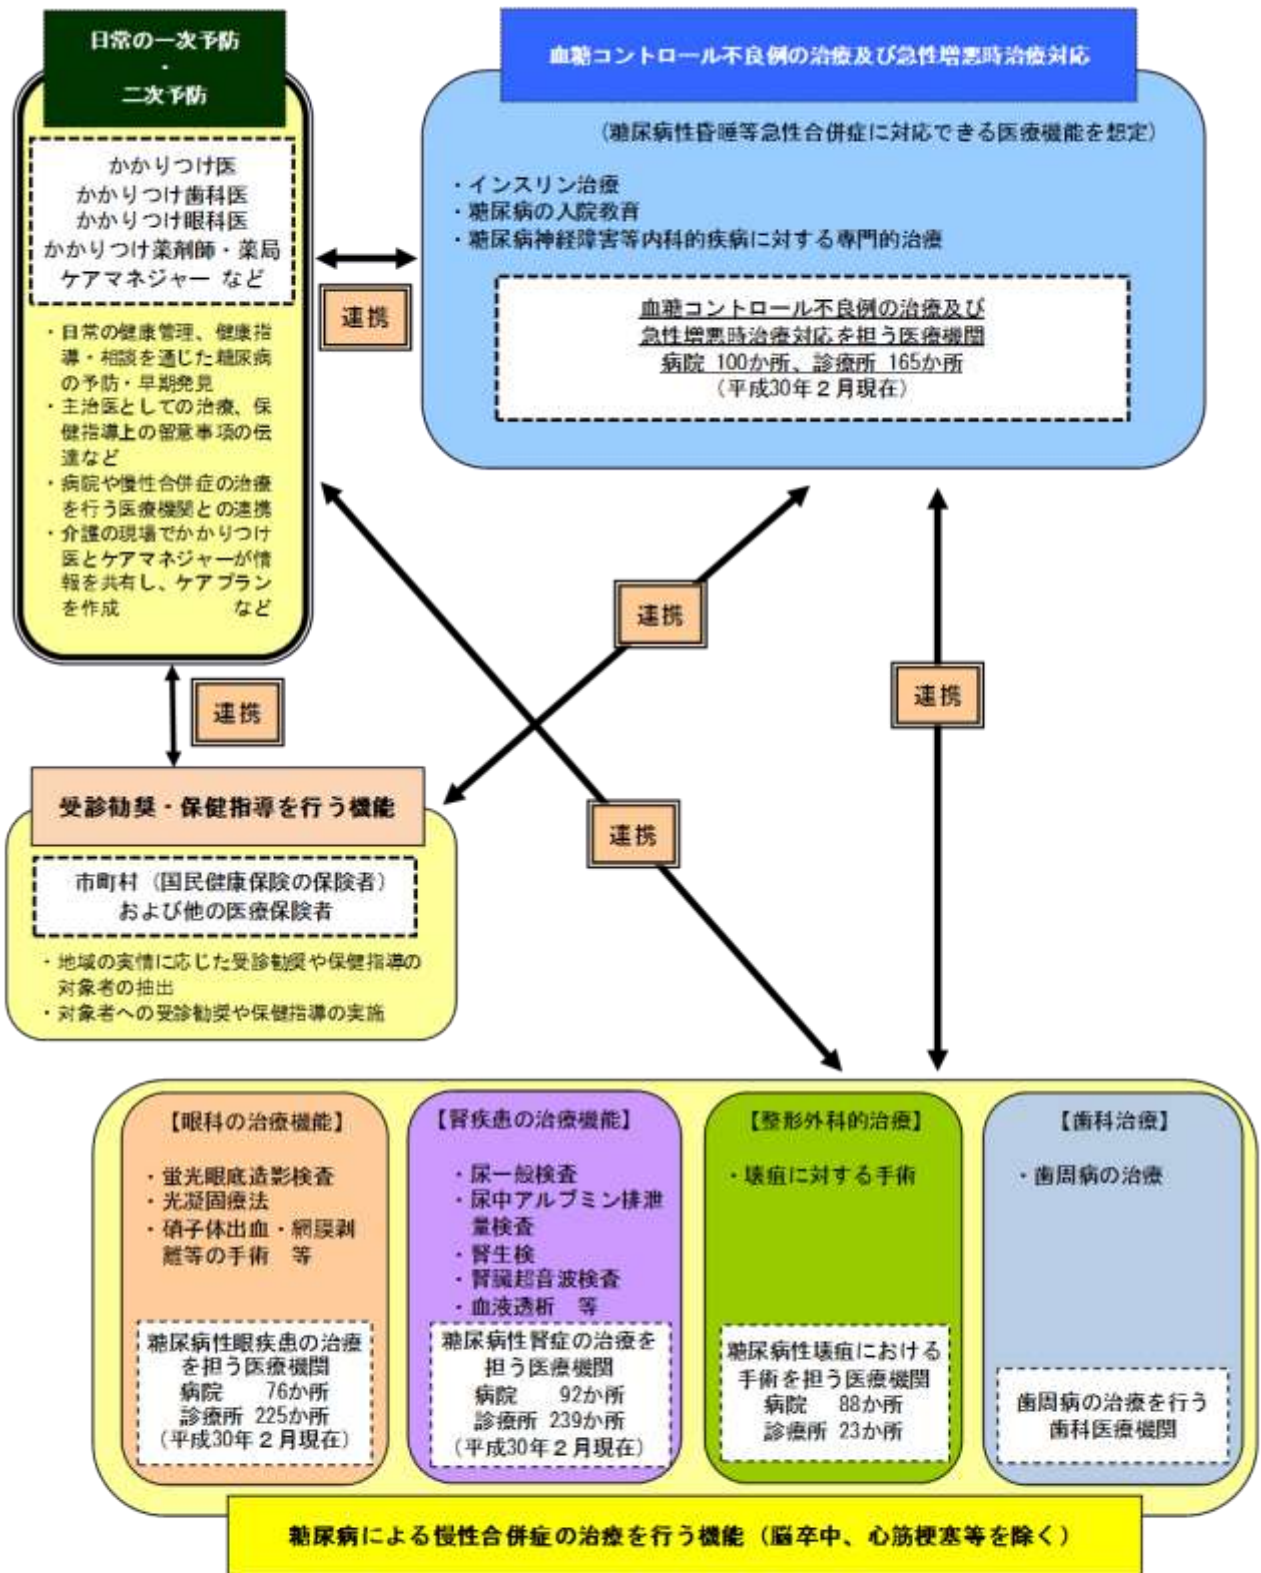 日常の一次予防
・
二次予防
かかりつけ医
かかりつけ歯科医
かかりつけ眼科医
かかりつけ薬剤師・薬局
ケアマネジャー など
・日常の健康管理、健康指
導・相談を通じた糖尿病
の予防・早期発見
・主治医としての治療、保
健指導上の留意事項の伝
達など
・病院や慢性合併症の治療
を行う医療機関との連携
・介護の現場でかかりつけ
医とケアマネジャーが情
報を共有し、ケアプラン
を作成 など
連携
血糖コントロール不良例の治療及び急性増悪時治療対応
(糖尿病性昏睡等急性合併症に対応できる医療機能を想定)
・インスリン治療
・糖尿病の入院教育
・糖尿病神経障害等内科的疾病に対する専門的治療
血糖コントロール不良例の治療及び
急性増悪時治療対応を担う医療機関
病院 100か所、診療所 165か所
(平成30年2月現在)
連携
連携
連携
連携
受診勧奨・保健指導を行う機能
市町村(国民健康保険の保険者)
および他の医療保険者
・地域の実情に応じた受診勧奨や保健指導の
対象者の抽出
・対象者への受診勧奨や保健指導の実施
【眼科の治療機能】
・蛍光眼底造影検査
・光凝固療法
・硝子体出血・網膜剥
離等の手術 等
糖尿病性眼疾患の治療
を担う医療機関
病院 76か所
診療所 225か所
(平成30年2月現在)
【腎疾患の治療機能】
・尿一般検査
・尿中アルブミン排泄
量検査
・腎生検
・腎臓超音波検査
・血液透析 等
糖尿病性腎症の治療を
担う医療機関
病院 92か所
診療所 239か所
(平成30年2月現在)
【整形外科的治療】
・壊疽に対する手術
糖尿病性壊疽における
手術を担う医療機関
病院 88か所
診療所 23か所
【歯科治療】
・歯周病の治療
歯周病の治療を行う
歯科医療機関
糖尿病による慢性合併症の治療を行う機能(脳卒中、心筋梗塞等を除く)